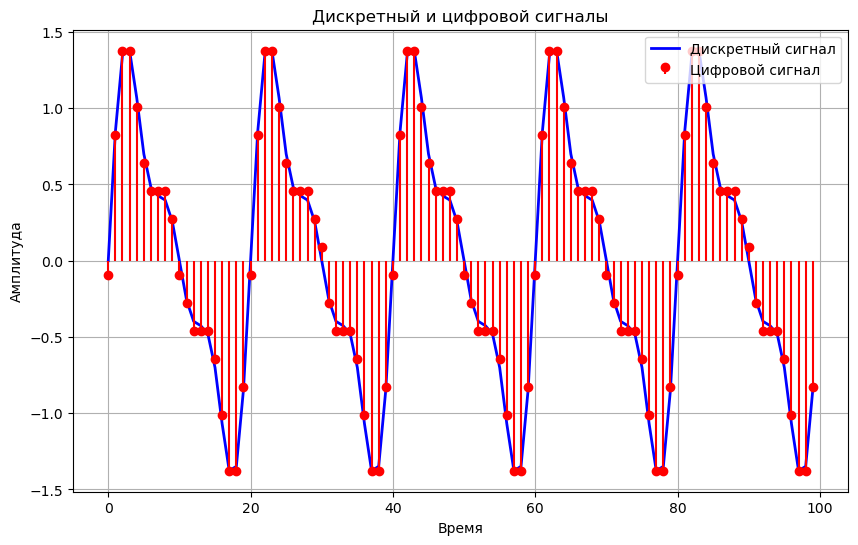 Дискретный и цифровой сигналы
Дискретный сигнал
Цифровой сигнал
Амплитуда
1.5
1.0
0.5
0.0
−0.5
−1.0
−1.5
0
20
40
60
80
100
Время